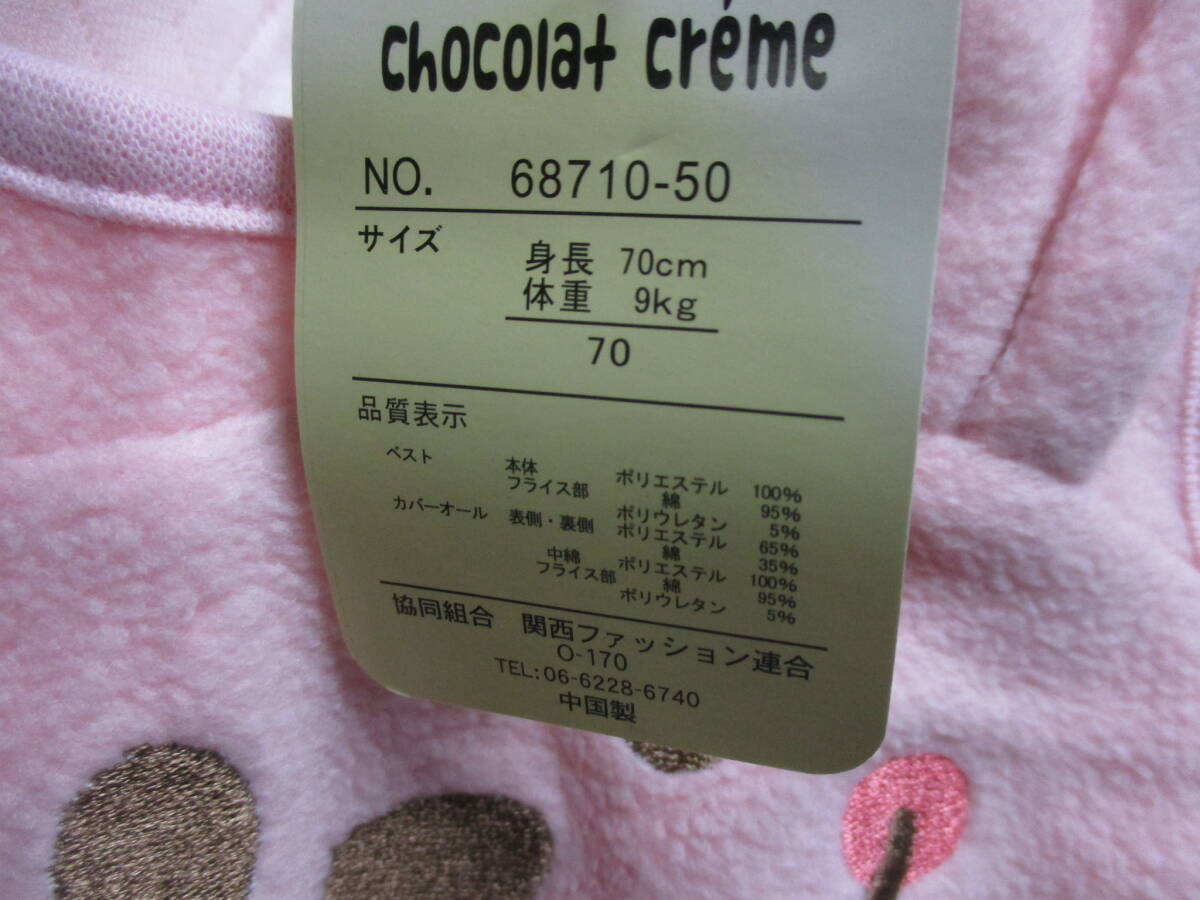 chocolat créme
NO. 68710-50
サイズ
身長 70cm
体重 9kg
70
品質表示
ベスト 本体 ポリエステル 100%
フライス部 綿 95%
ポリウレタン 5%
カバーオール 表側・裏側 ポリエステル 65%
綿 35%
中綿 ポリエステル 100%
フライス部 綿 95%
ポリウレタン 5%
協同組合 関西ファッション連合
O-170
TEL:06-6228-6740
中国製